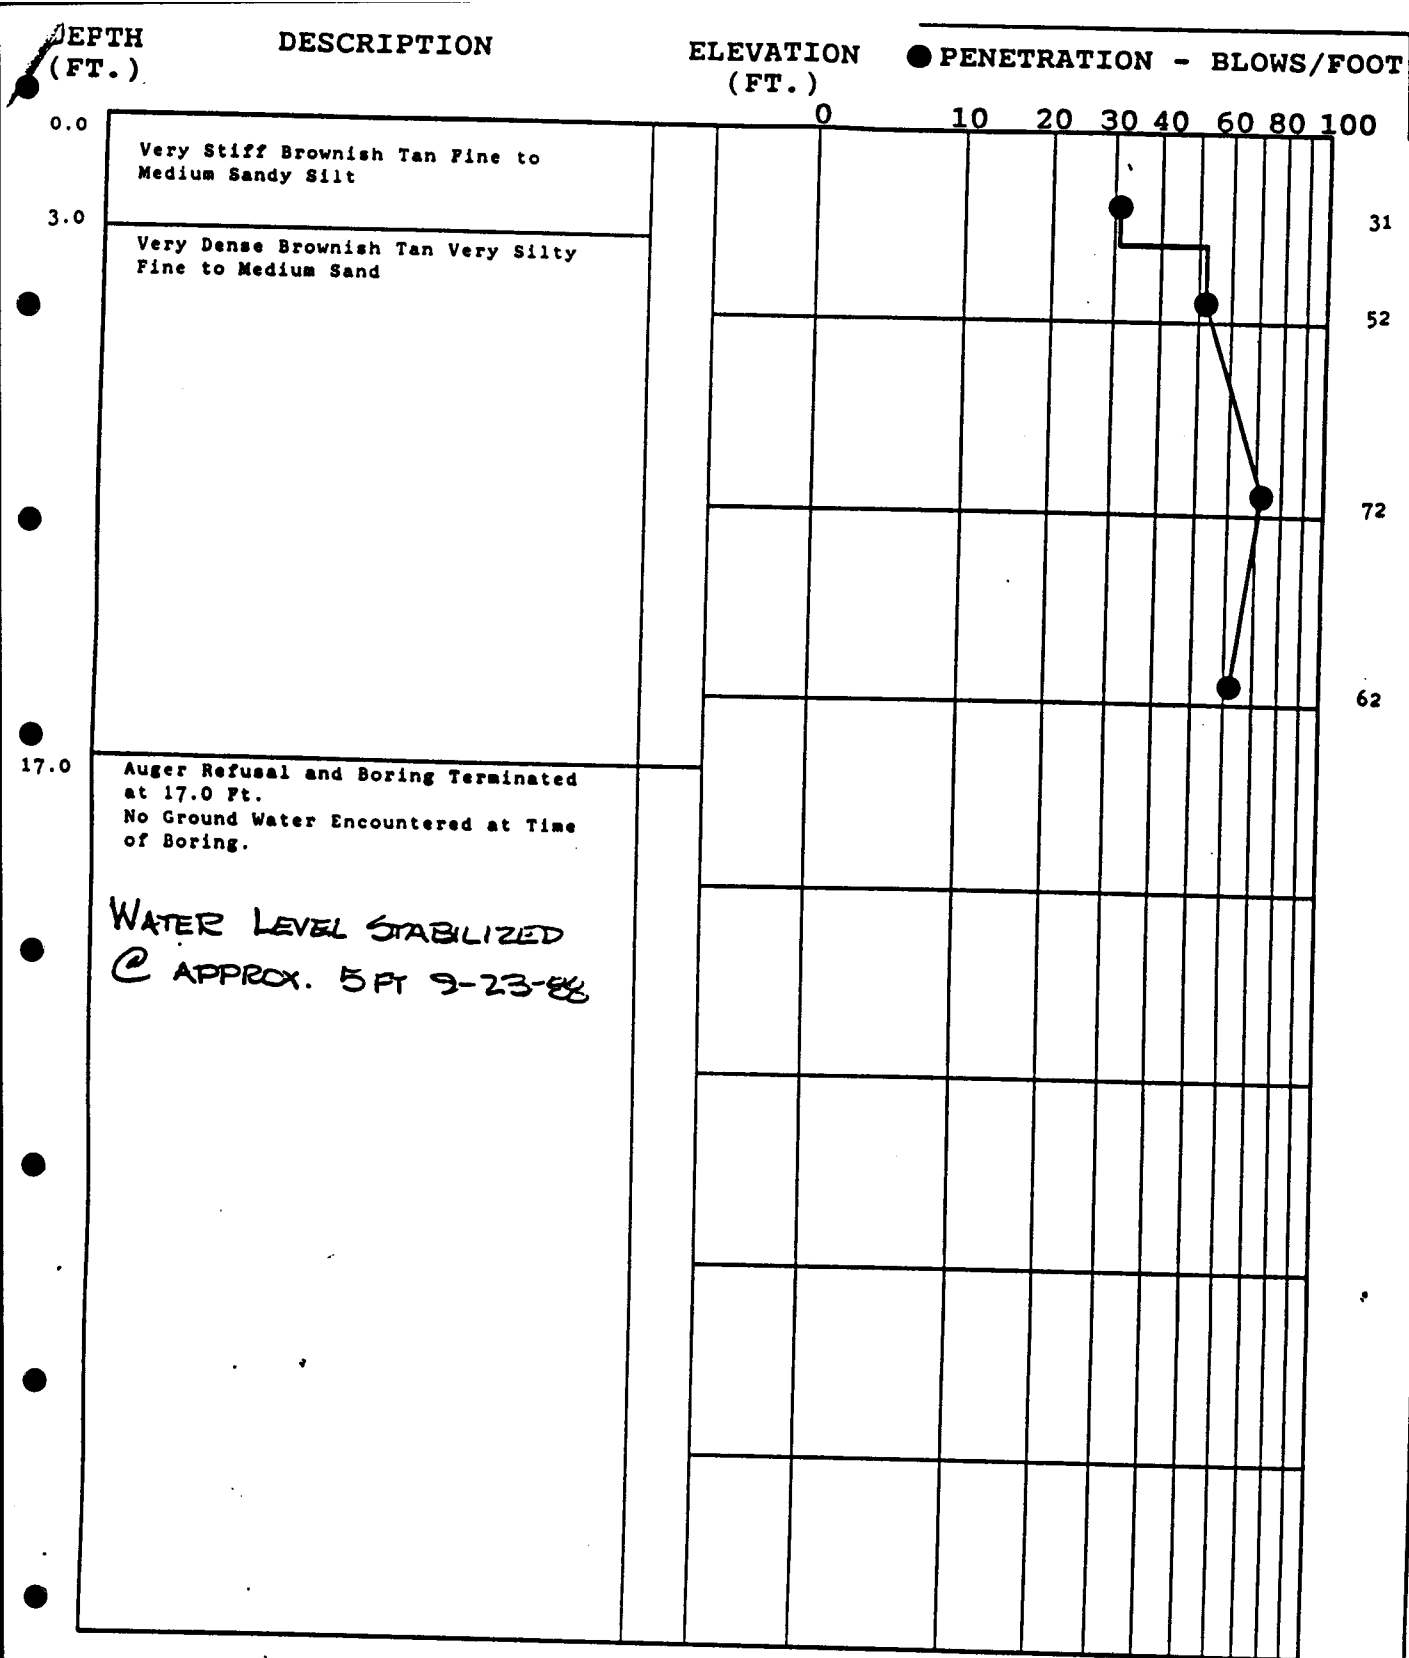 DEPTH DESCRIPTION ELEVATION PENETRATION - BLOWS/FOOT
(FT.) (FT.)
0 10 20 30 40 60 80 100
0.0
Very Stiff Brownish Tan Fine to
Medium Sandy Silt
3.0 31
Very Dense Brownish Tan Very Silty
Fine to Medium Sand
52
72
62
17.0
Auger Refusal and Boring Terminated
at 17.0 Ft.
No Ground Water Encountered at Time
of Boring.
WATER LEVEL STABILIZED
@ APPROX. 5 FT 9-23-88